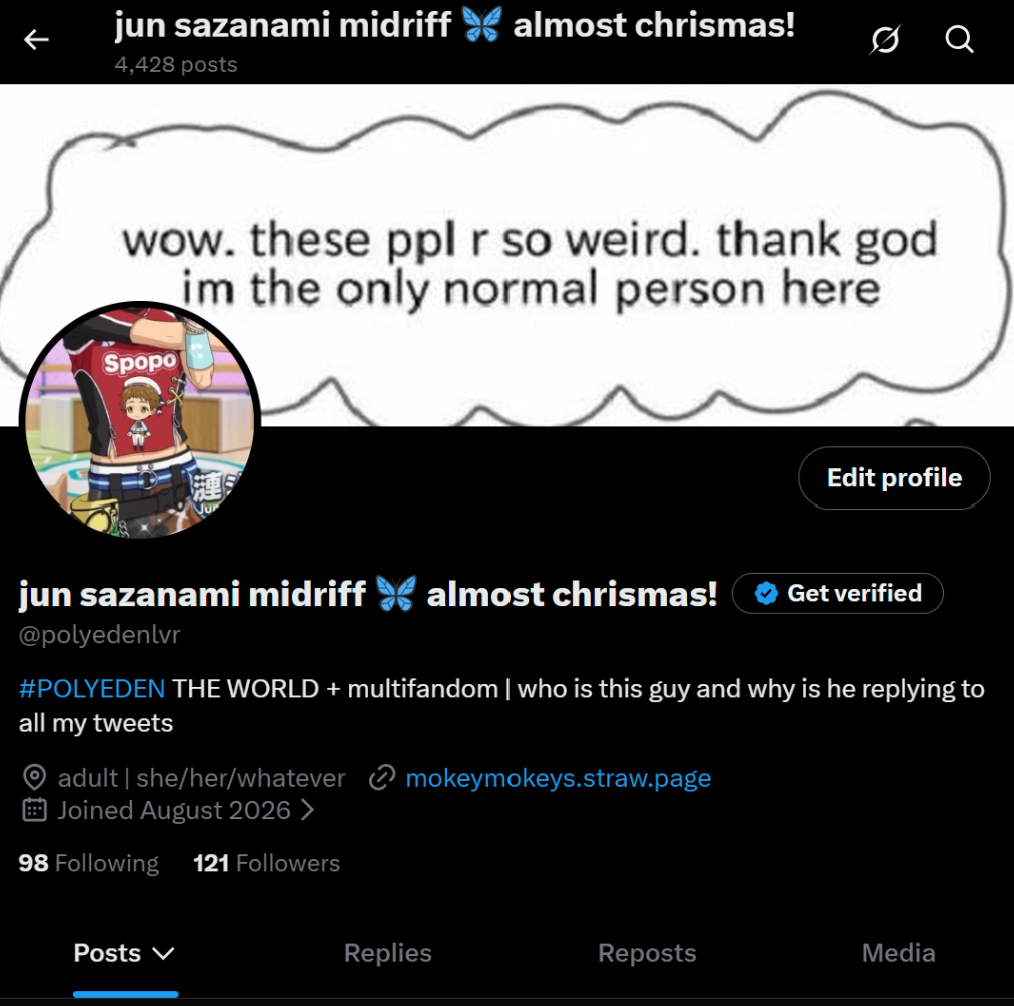 jun sazanami midriff 🦋 almost chrismas!
4,428 posts
wow. these ppl r so weird. thank god
im the only normal person here
Spopo
漣
Jun
Edit profile
jun sazanami midriff 🦋 almost chrismas!
Get verified
@polyedenlvr
#POLYEDEN THE WORLD + multifandom | who is this guy and why is he replying to
all my tweets
adult | she/her/whatever mokeymokeys.straw.page
Joined August 2026
98 Following 121 Followers
Posts Replies Reposts Media